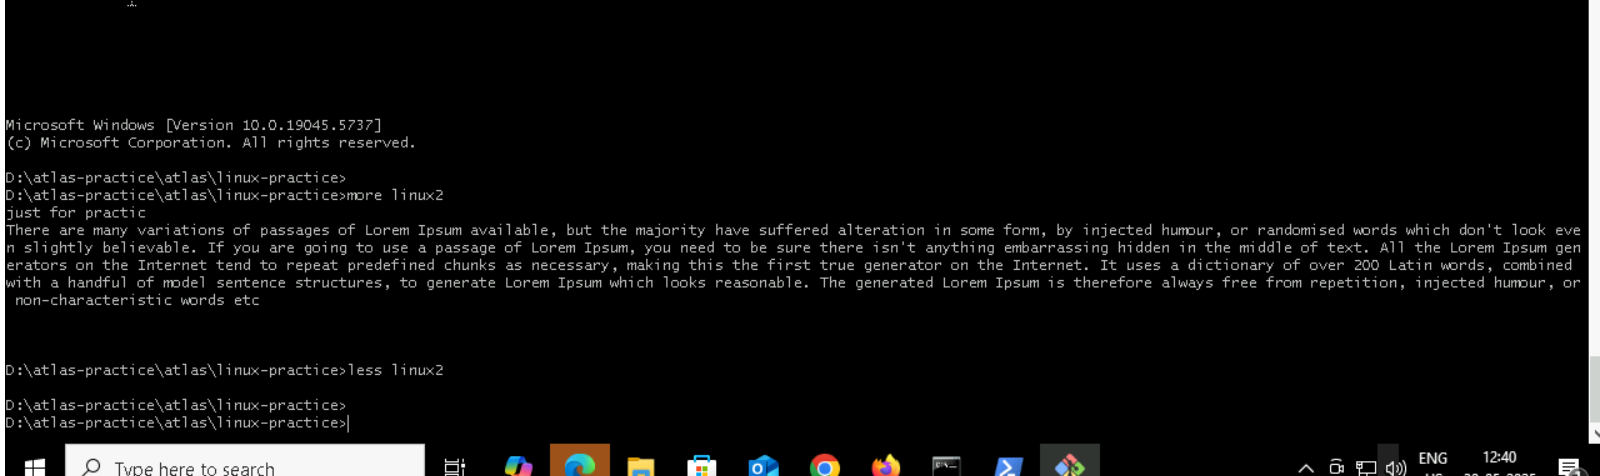 Microsoft Windows [Version 10.0.19045.5737]
(c) Microsoft Corporation. All rights reserved.
D:\atlas-practice\atlas\linux-practice>
D:\atlas-practice\atlas\linux-practice>more linux2
just for practic
There are many variations of passages of Lorem Ipsum available, but the majority have suffered alteration in some form, by injected humour, or randomised words which don't look eve
n slightly believable. If you are going to use a passage of Lorem Ipsum, you need to be sure there isn't anything embarrassing hidden in the middle of text. All the Lorem Ipsum gen
erators on the Internet tend to repeat predefined chunks as necessary, making this the first true generator on the Internet. It uses a dictionary of over 200 Latin words, combined
with a handful of model sentence structures, to generate Lorem Ipsum which looks reasonable. The generated Lorem Ipsum is therefore always free from repetition, injected humour, or
non-characteristic words etc
D:\atlas-practice\atlas\linux-practice>less linux2
D:\atlas-practice\atlas\linux-practice>
D:\atlas-practice\atlas\linux-practice>
Type here to search
ENG
12:40